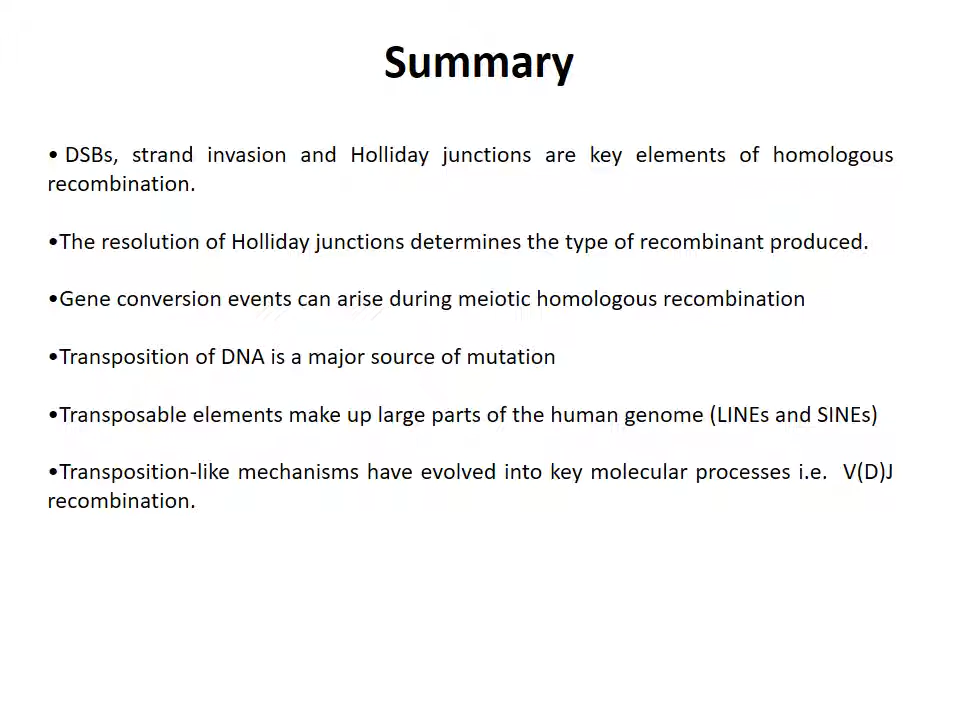 Summary
• DSBs, strand invasion and Holliday junctions are key elements of homologous
recombination.
•The resolution of Holliday junctions determines the type of recombinant produced.
•Gene conversion events can arise during meiotic homologous recombination
•Transposition of DNA is a major source of mutation
•Transposable elements make up large parts of the human genome (LINEs and SINEs)
•Transposition-like mechanisms have evolved into key molecular processes i.e.  V(D)J
recombination.